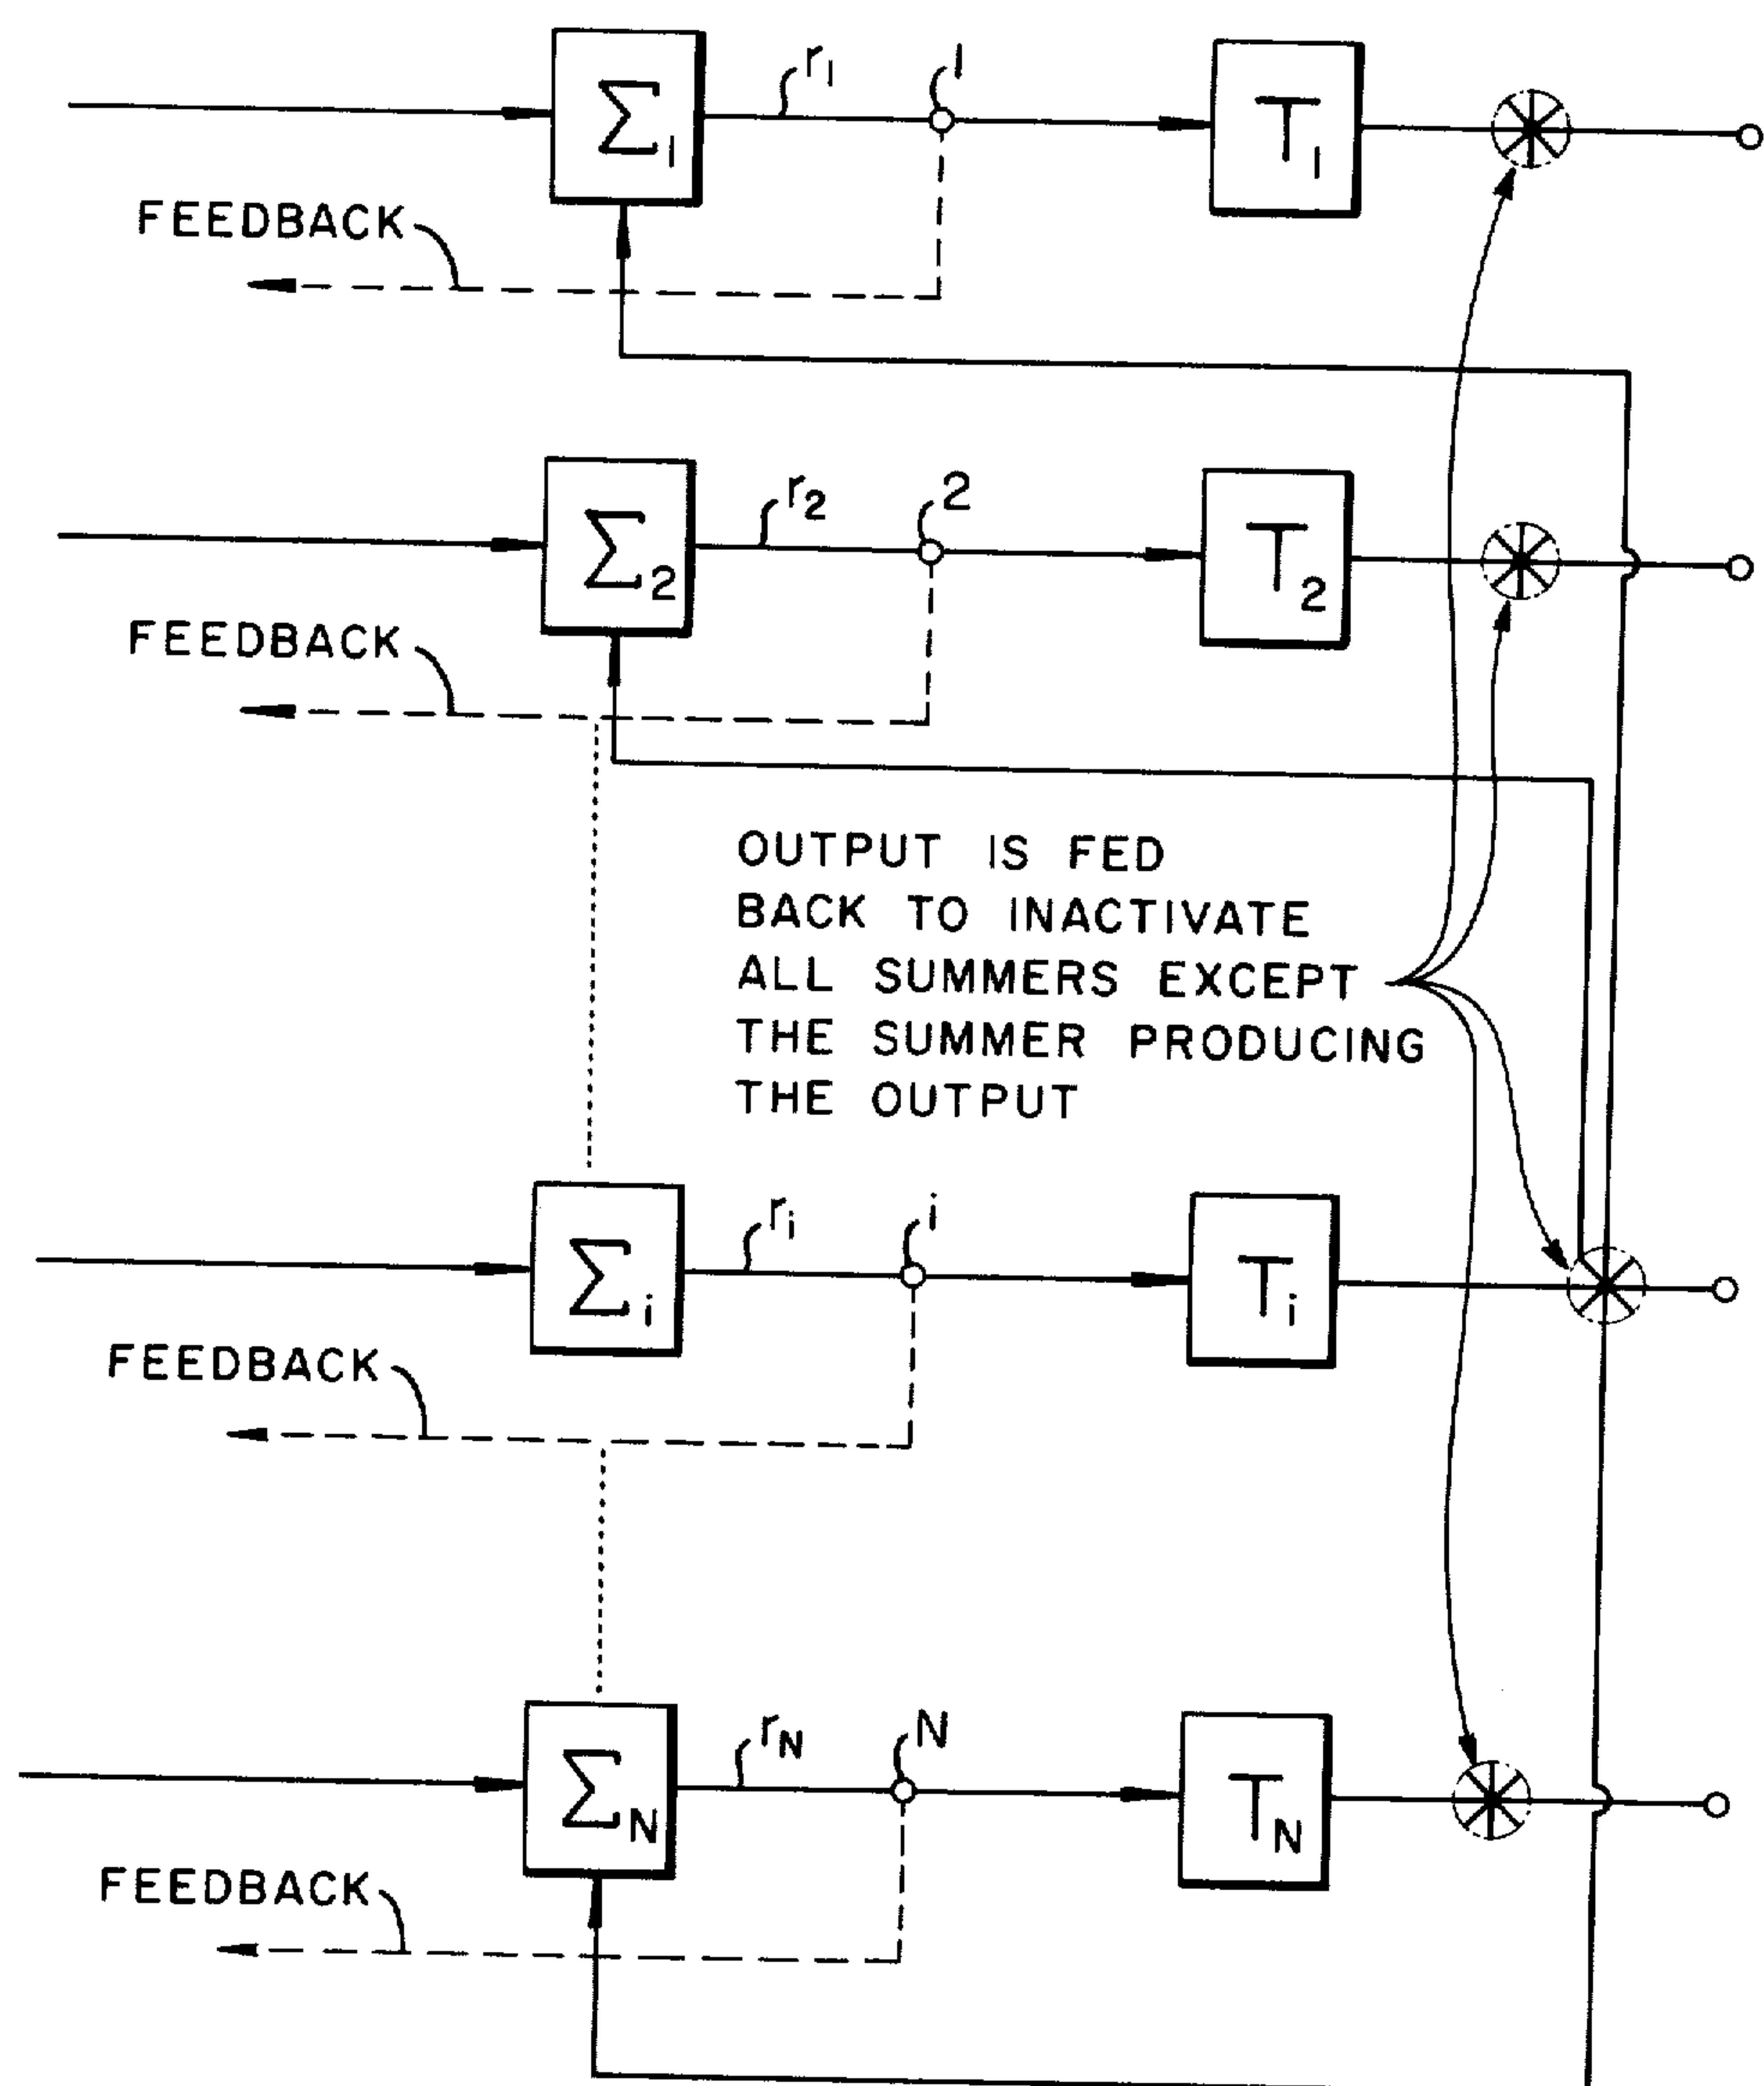 Σ1 r1 1 T1
FEEDBACK
Σ2 r2 2 T2
FEEDBACK
OUTPUT IS FED
BACK TO INACTIVATE
ALL SUMMERS EXCEPT
THE SUMMER PRODUCING
THE OUTPUT
Σi ri i Ti
FEEDBACK
ΣN rN N TN
FEEDBACK